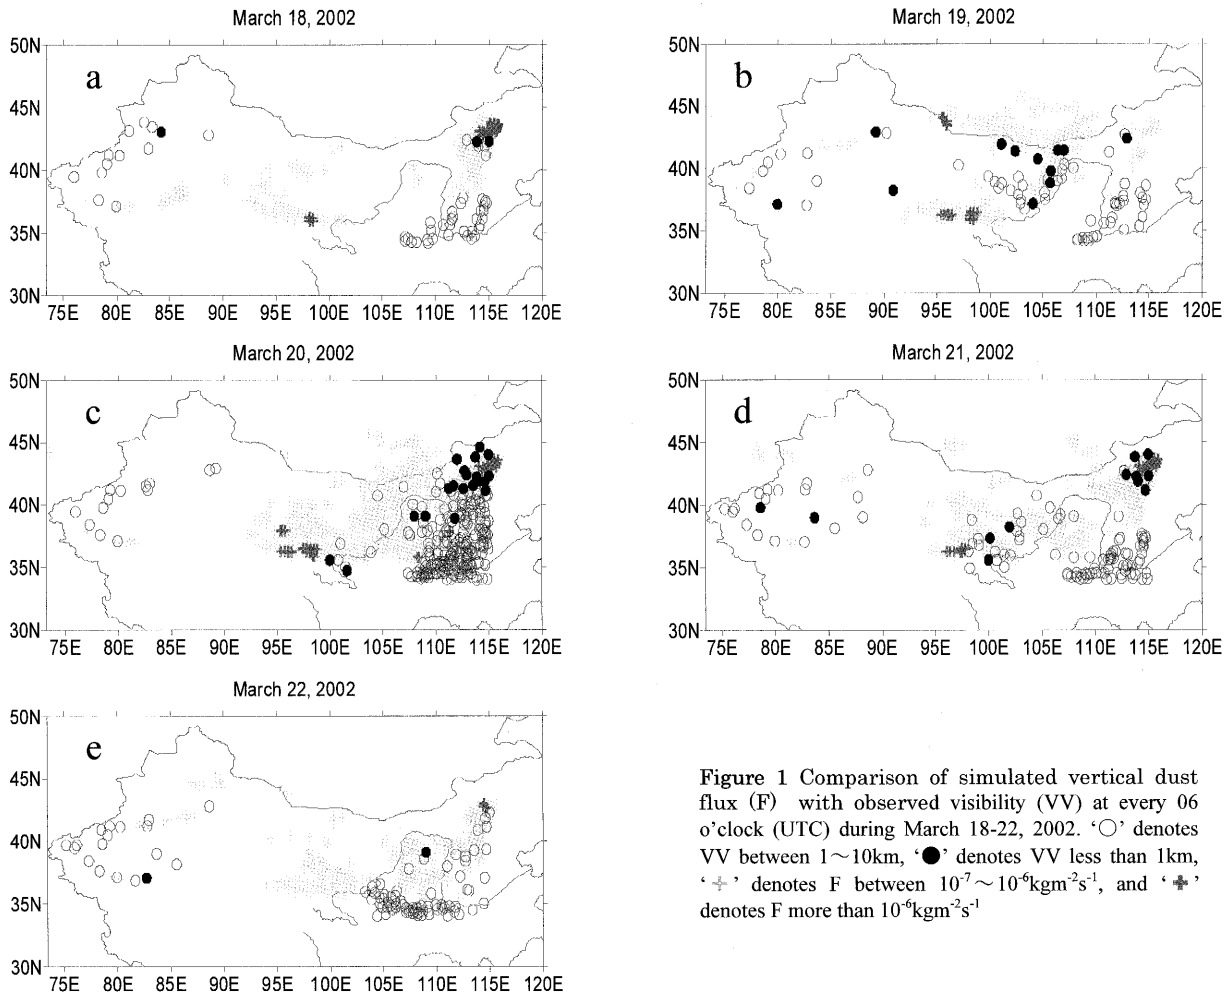 March 18, 2002
a
50N
45N
40N
35N
30N
75E 80E 85E 90E 95E 100E 105E 110E 115E 120E
March 19, 2002
b
50N
45N
40N
35N
30N
75E 80E 85E 90E 95E 100E 105E 110E 115E 120E
March 20, 2002
c
50N
45N
40N
35N
30N
75E 80E 85E 90E 95E 100E 105E 110E 115E 120E
March 21, 2002
d
50N
45N
40N
35N
30N
75E 80E 85E 90E 95E 100E 105E 110E 115E 120E
March 22, 2002
e
50N
45N
40N
35N
30N
75E 80E 85E 90E 95E 100E 105E 110E 115E 120E
Figure 1 Comparison of simulated vertical dust
flux (F) with observed visibility (VV) at every 06
o'clock (UTC) during March 18-22, 2002. ‘○’ denotes
VV between 1～10km, ‘●’ denotes VV less than 1km,
‘+’ denotes F between 10⁻⁷～10⁻⁶kgm⁻²s⁻¹, and ‘✚’
denotes F more than 10⁻⁶kgm⁻²s⁻¹